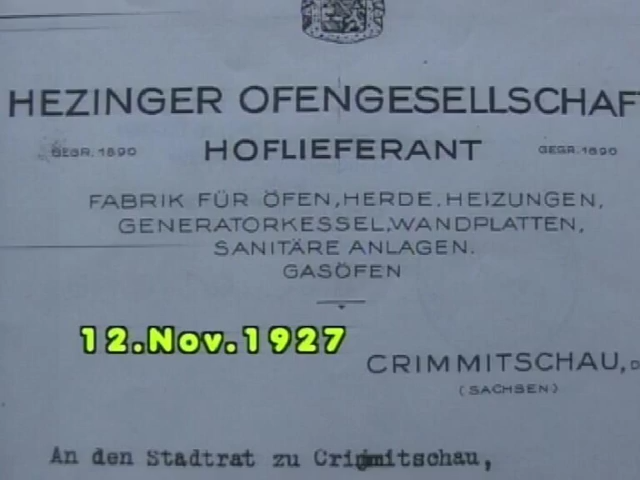 HEZINGER OFENGESELLSCHAF
GEGR. 1890 HOFLIEFERANT GEGR. 1890
FABRIK FÜR ÖFEN, HERDE, HEIZUNGEN,
GENERATORKESSEL, WANDPLATTEN,
SANITÄRE ANLAGEN.
GASÖFEN
12.Nov.1927
CRIMMITSCHAU, D
(SACHSEN)
An den Stadtrat zu Crimmitschau,